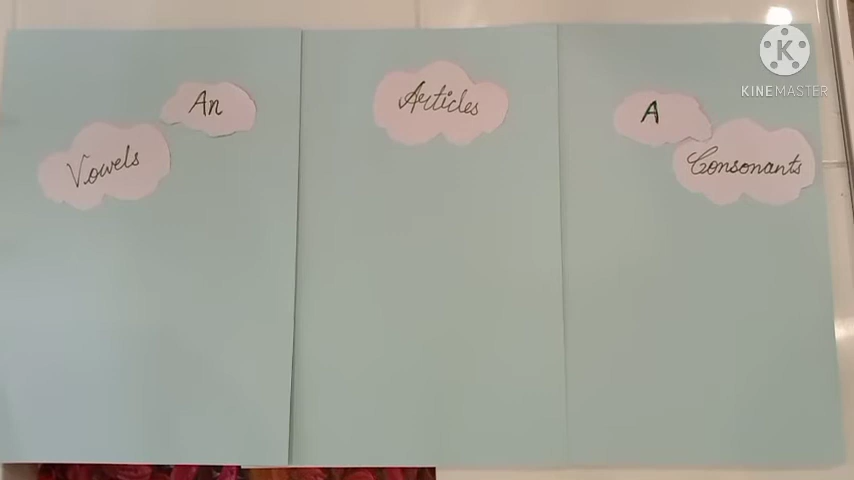 An
Vowels
Articles
A
Consonants
KINEMASTER